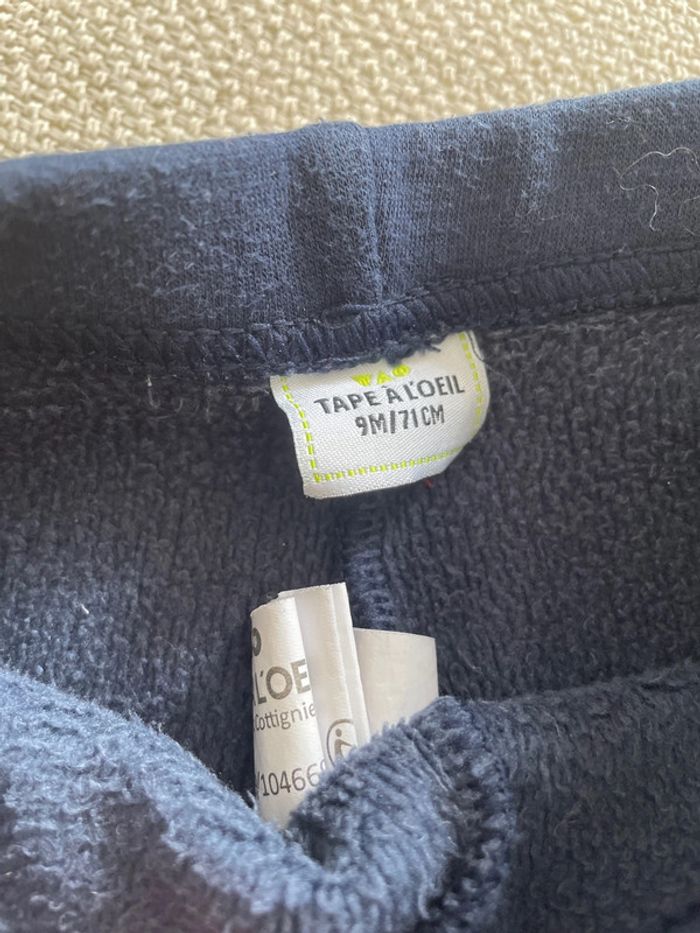 TAO
TAPE À L'OEIL
9M/71CM
L'OE
Cottignie
/10466